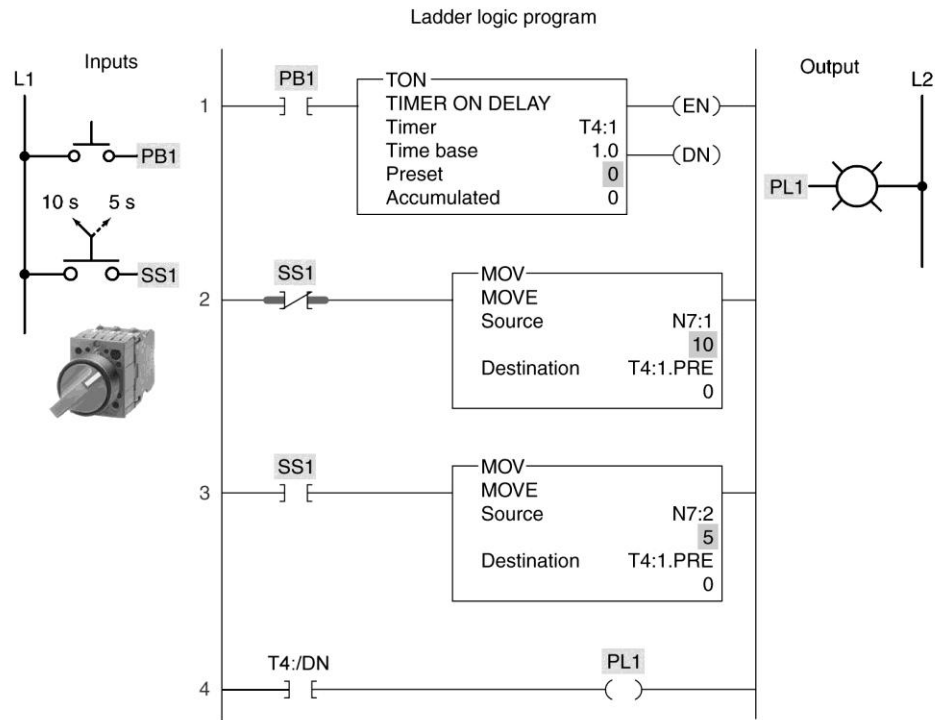 Ladder logic program
Inputs
L1
PB1
10 s 5 s
SS1
1
PB1
TON
TIMER ON DELAY
Timer T4:1
Time base 1.0
Preset 0
Accumulated 0
(EN)
(DN)
2
SS1
MOV
MOVE
Source N7:1
10
Destination T4:1.PRE
0
3
SS1
MOV
MOVE
Source N7:2
5
Destination T4:1.PRE
0
4
T4:/DN
PL1
Output
L2
PL1